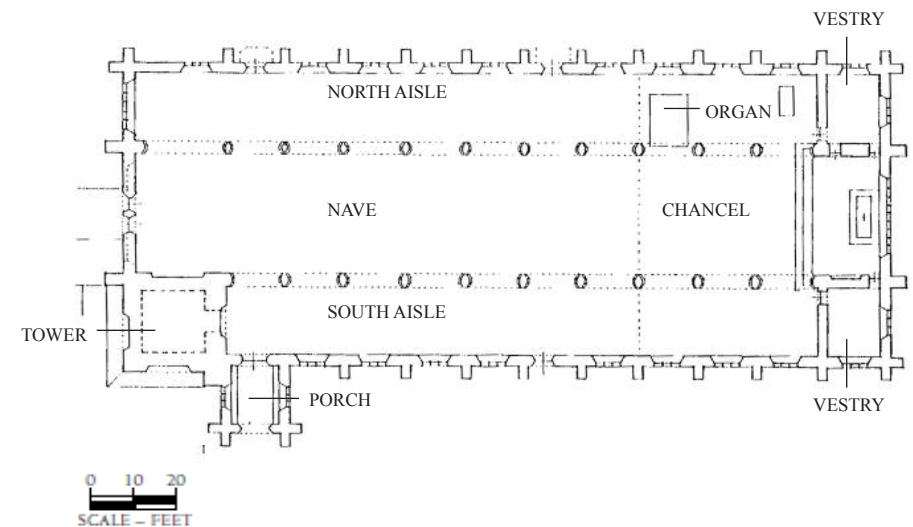 VESTRY
NORTH AISLE
ORGAN
NAVE
CHANCEL
SOUTH AISLE
TOWER
PORCH
VESTRY
0 10 20
SCALE – FEET